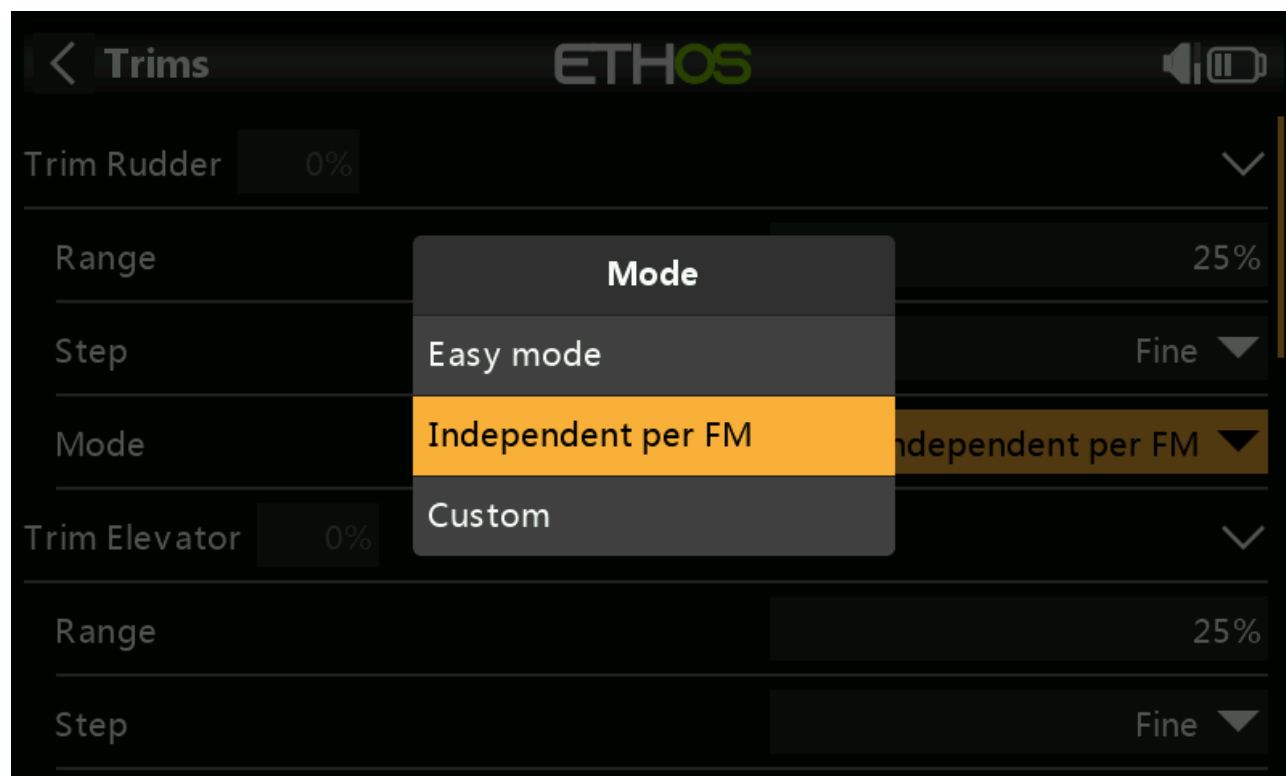 Trims
ETHOS
Trim Rudder 0%
Range 25%
Mode
Step Fine
Easy mode
Mode Independent per FM
Independent per FM
Custom
Trim Elevator 0%
Range 25%
Step Fine